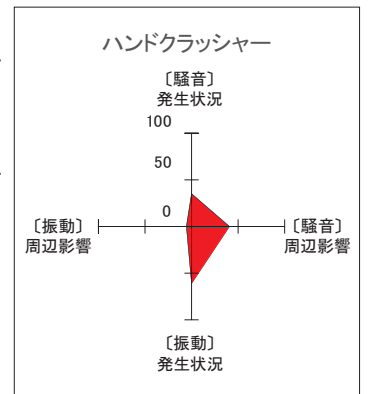 ハンドクラッシャー
〔騒音〕
発生状況
100
50
0
〔振動〕
周辺影響
〔騒音〕
周辺影響
〔振動〕
発生状況